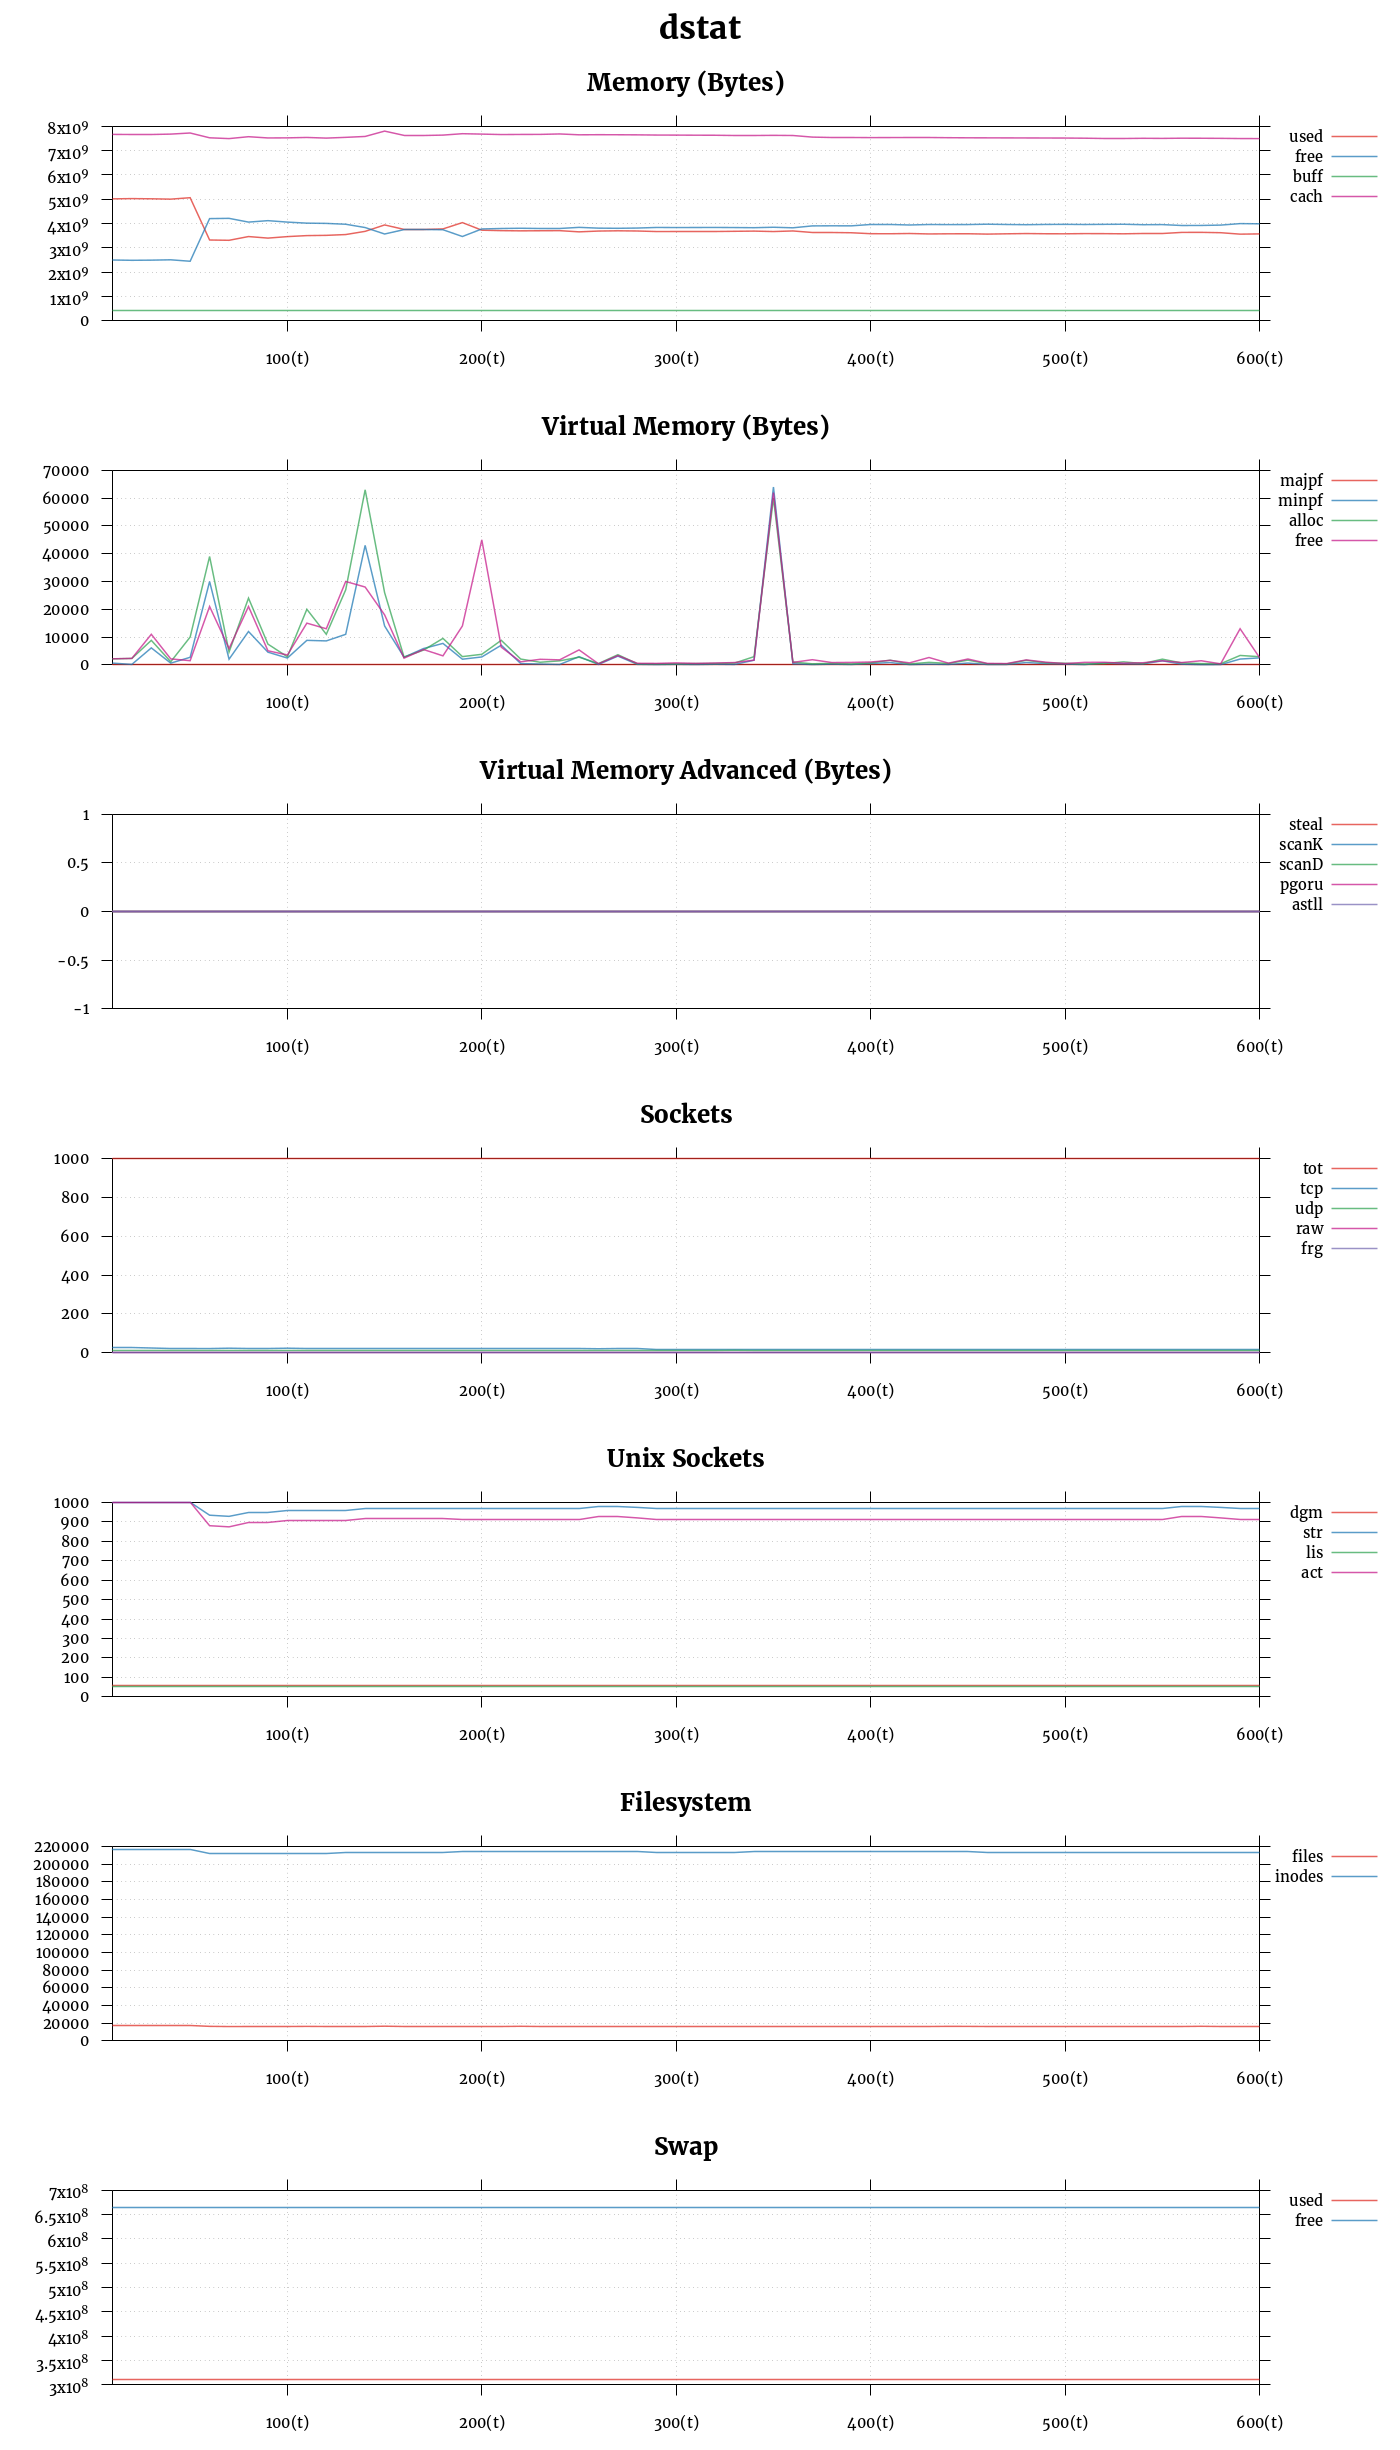 dstat
Memory (Bytes)
8x10⁹
7x10⁹
6x10⁹
5x10⁹
4x10⁹
3x10⁹
2x10⁹
1x10⁹
0
used
free
buff
cach
100(t) 200(t) 300(t) 400(t) 500(t) 600(t)
Virtual Memory (Bytes)
70000
60000
50000
40000
30000
20000
10000
0
majpf
minpf
alloc
free
100(t) 200(t) 300(t) 400(t) 500(t) 600(t)
Virtual Memory Advanced (Bytes)
1
0.5
0
-0.5
-1
steal
scanK
scanD
pgoru
astll
100(t) 200(t) 300(t) 400(t) 500(t) 600(t)
Sockets
1000
800
600
400
200
0
tot
tcp
udp
raw
frg
100(t) 200(t) 300(t) 400(t) 500(t) 600(t)
Unix Sockets
1000
900
800
700
600
500
400
300
200
100
0
dgm
str
lis
act
100(t) 200(t) 300(t) 400(t) 500(t) 600(t)
Filesystem
220000
200000
180000
160000
140000
120000
100000
80000
60000
40000
20000
0
files
inodes
100(t) 200(t) 300(t) 400(t) 500(t) 600(t)
Swap
7x10⁸
6.5x10⁸
6x10⁸
5.5x10⁸
5x10⁸
4.5x10⁸
4x10⁸
3.5x10⁸
3x10⁸
used
free
100(t) 200(t) 300(t) 400(t) 500(t) 600(t)